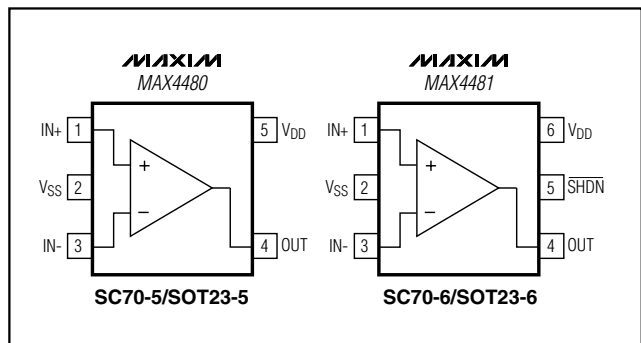 MAXIM
MAX4480
IN+ 1
5 VDD
VSS 2
IN- 3
4 OUT
+
−
SC70-5/SOT23-5
MAXIM
MAX4481
IN+ 1
6 VDD
VSS 2
5 SHDN
IN- 3
4 OUT
+
−
SC70-6/SOT23-6